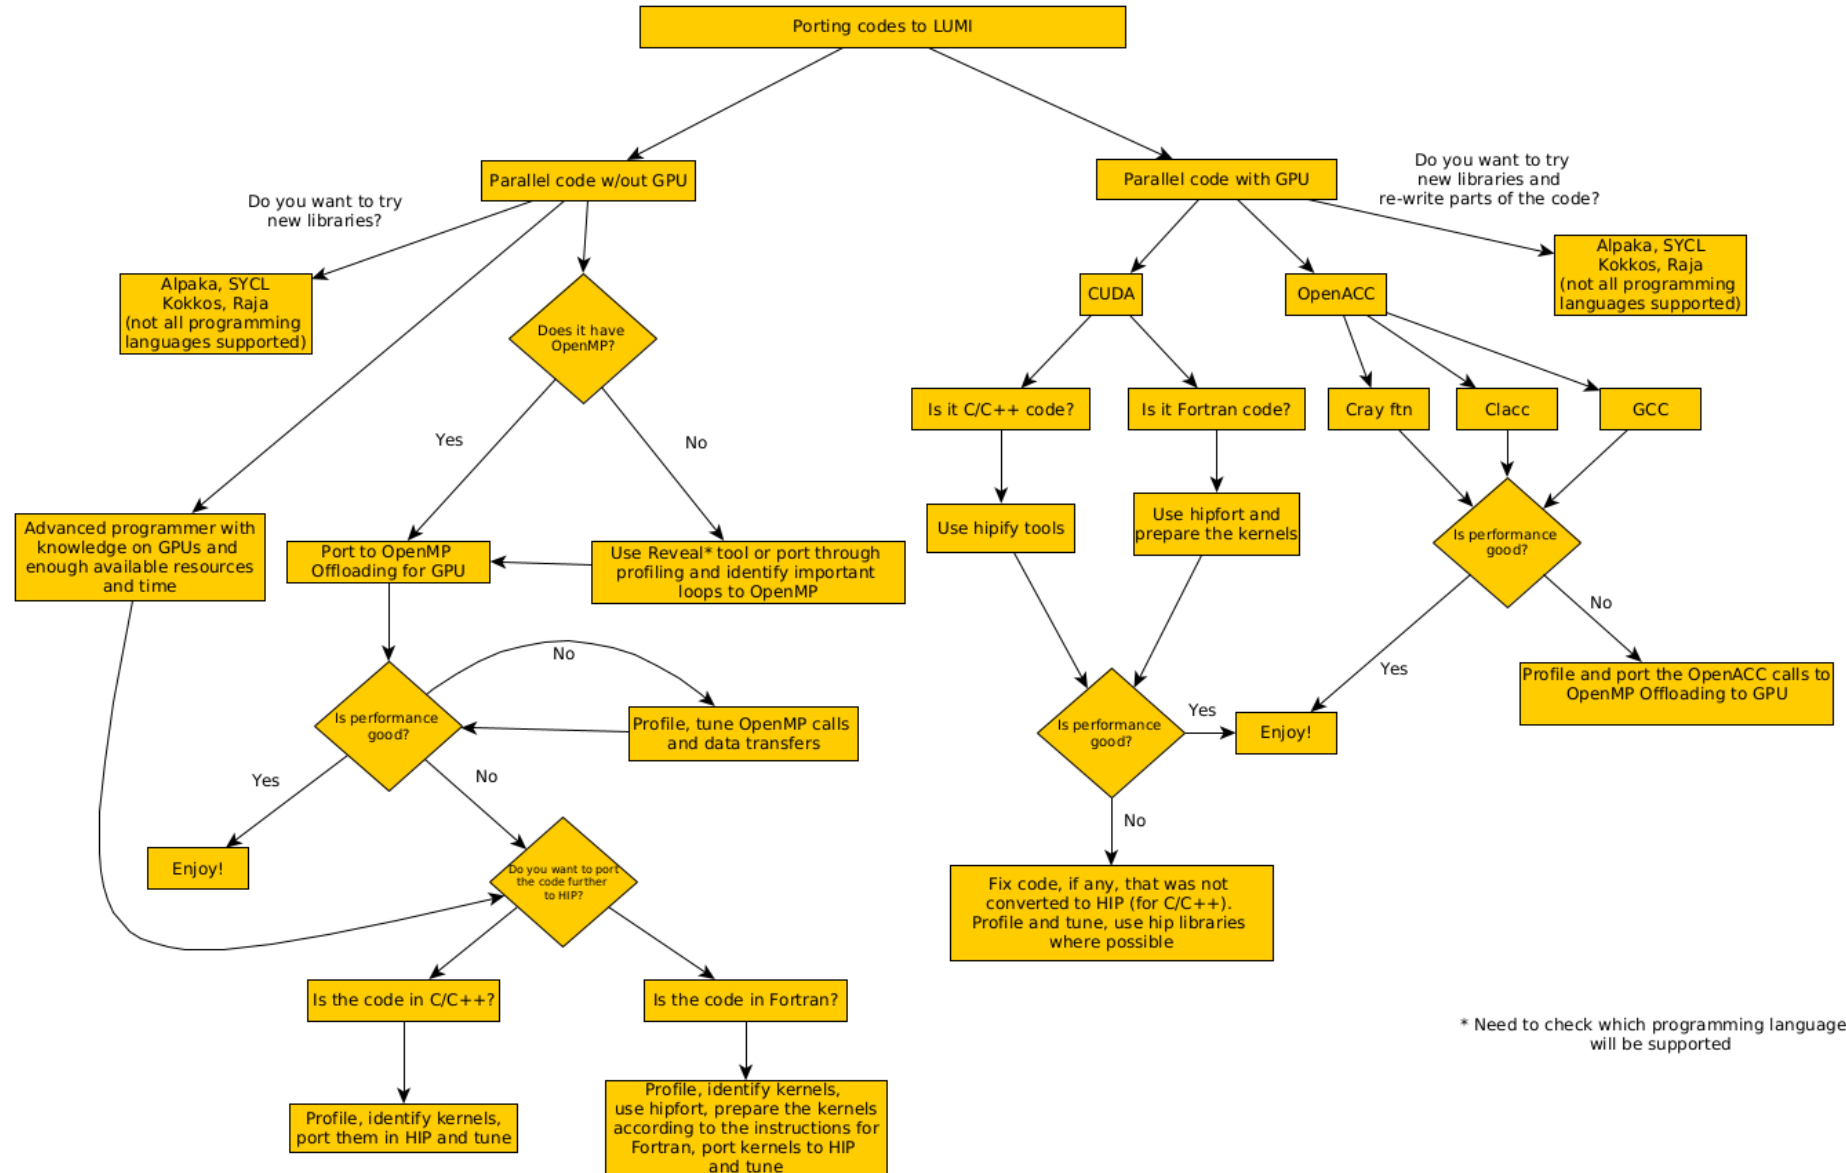 Porting codes to LUMI
Parallel code w/out GPU
Parallel code with GPU
Do you want to try
new libraries and
re-write parts of the code?
Do you want to try
new libraries?
Alpaka, SYCL
Kokkos, Raja
(not all programming
languages supported)
Does it have
OpenMP?
CUDA
OpenACC
Alpaka, SYCL
Kokkos, Raja
(not all programming
languages supported)
Yes
No
Is it C/C++ code?
Is it Fortran code?
Cray ftn
Clacc
GCC
Advanced programmer with
knowledge on GPUs and
enough available resources
and time
Port to OpenMP
Offloading for GPU
Use Reveal* tool or port through
profiling and identify important
loops to OpenMP
Use hipify tools
Use hipfort and
prepare the kernels
Is performance
good?
No
Yes
Profile and port the OpenACC calls to
OpenMP Offloading to GPU
No
Is performance
good?
Profile, tune OpenMP calls
and data transfers
Yes
No
Is performance
good?
Yes
Enjoy!
No
Enjoy!
Do you want to port
the code further
to HIP?
Fix code, if any, that was not
converted to HIP (for C/C++).
Profile and tune, use hip libraries
where possible
Is the code in C/C++?
Is the code in Fortran?
Profile, identify kernels,
port them in HIP and tune
Profile, identify kernels,
use hipfort, prepare the kernels
according to the instructions for
Fortran, port kernels to HIP
and tune
* Need to check which programming language
will be supported